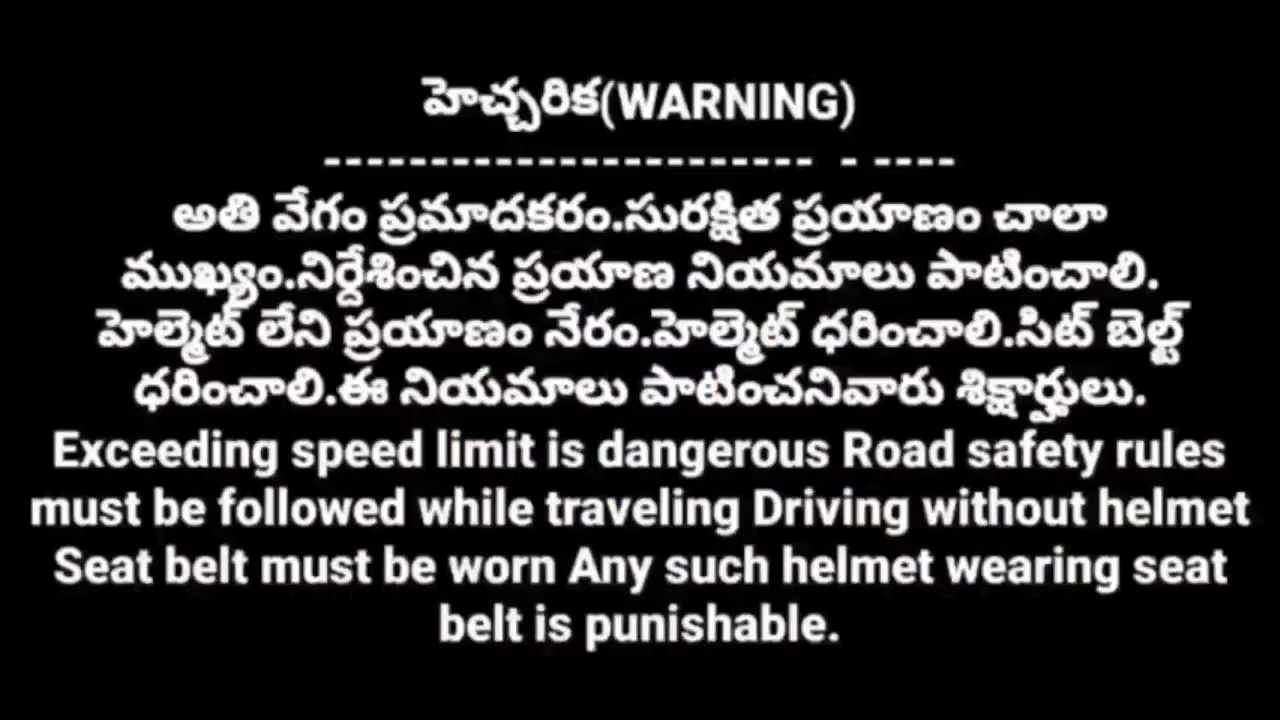 హెచ్చరిక(WARNING)
----------------------- - ----
అతి వేగం ప్రమాదకరం.సురక్షిత ప్రయాణం చాలా
ముఖ్యం.నిర్దేశించిన ప్రయాణ నియమాలు పాటించాలి.
హెల్మెట్ లేని ప్రయాణం నేరం.హెల్మెట్ ధరించాలి.సిట్ బెల్ట్
ధరించాలి.ఈ నియమాలు పాటించనివారు శిక్షార్హులు.
Exceeding speed limit is dangerous Road safety rules
must be followed while traveling Driving without helmet
Seat belt must be worn Any such helmet wearing seat
belt is punishable.